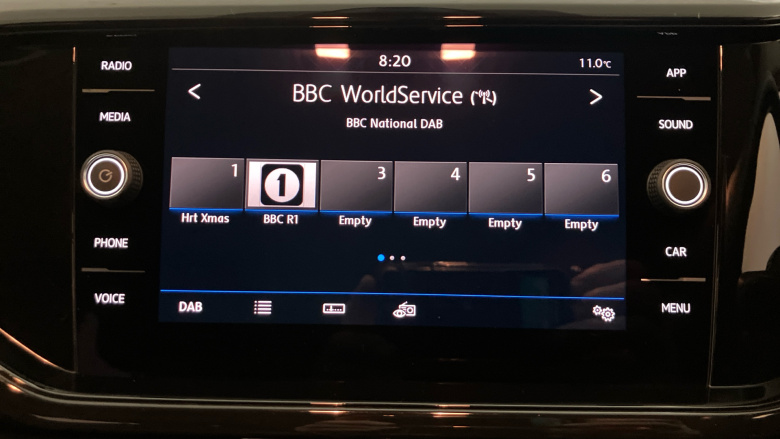 RADIO
MEDIA
PHONE
VOICE
8:20
11.0°C
< BBC WorldService >
BBC National DAB
1
1
3
4
5
6
Hrt Xmas
BBC R1
Empty
Empty
Empty
Empty
DAB
APP
SOUND
CAR
MENU